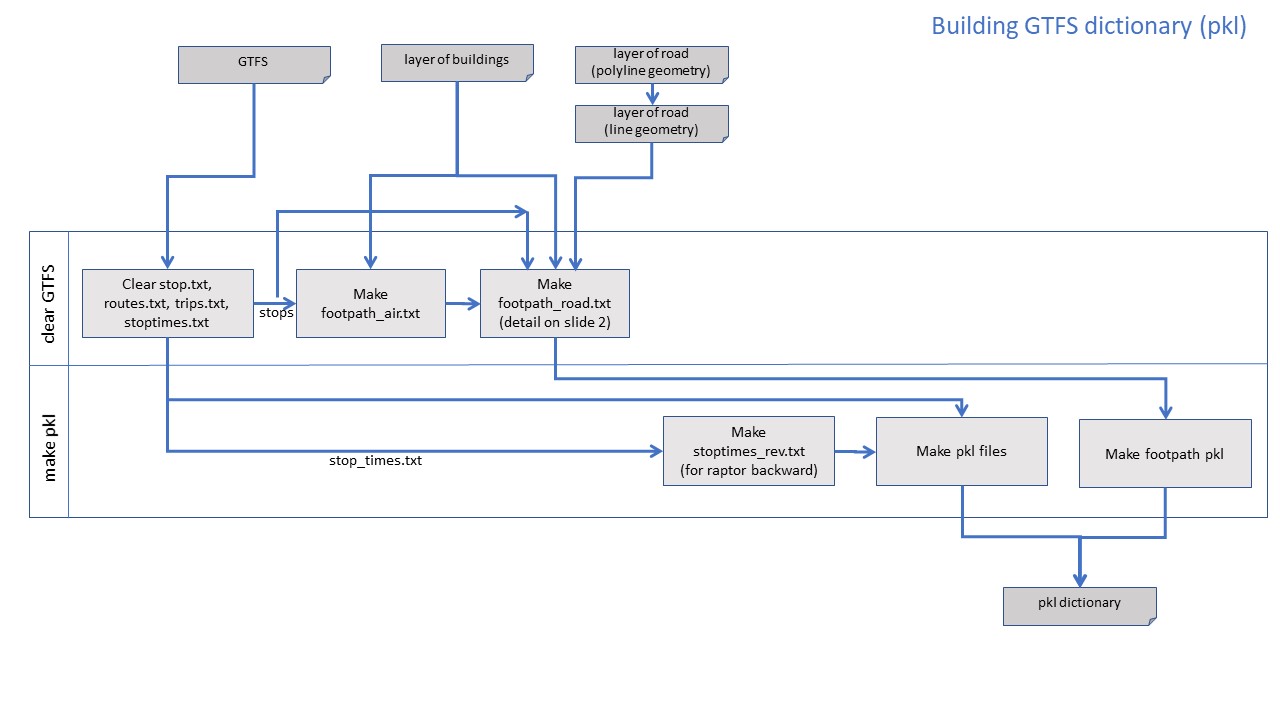 Building GTFS dictionary (pkl)
GTFS
layer of buildings
layer of road
(polyline geometry)
layer of road
(line geometry)
clear GTFS
Clear stop.txt,
routes.txt, trips.txt,
stoptimes.txt
stops
Make
footpath_air.txt
Make
footpath_road.txt
(detail on slide 2)
make pkl
stop_times.txt
Make
stoptimes_rev.txt
(for raptor backward)
Make pkl files
Make footpath pkl
pkl dictionary